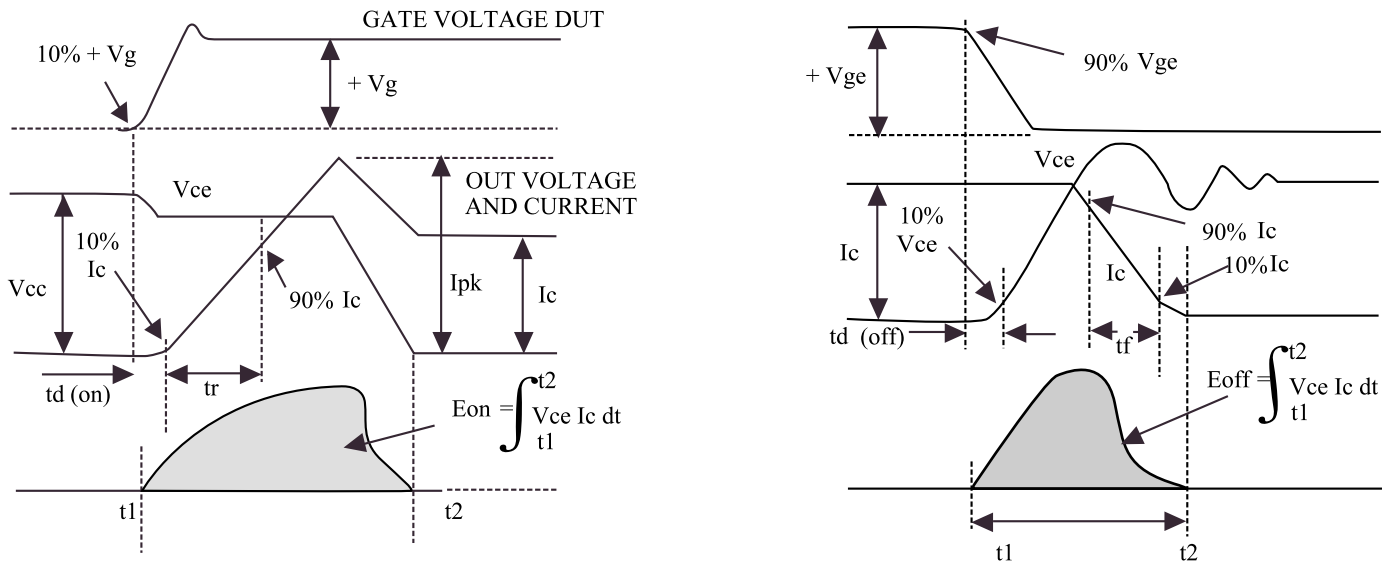 GATE VOLTAGE DUT
10% + Vg
+ Vg
Vce
OUT VOLTAGE
AND CURRENT
10%
Ic
Vcc
90% Ic
Ipk
Ic
td (on)
tr
Eon = ∫ t2
Vce Ic dt
t1
t1
t2
90% Vge
+ Vge
Vce
10%
Vce
90% Ic
Ic
Ic
10% Ic
td (off)
tf
Eoff = ∫ t2
Vce Ic dt
t1
t1
t2